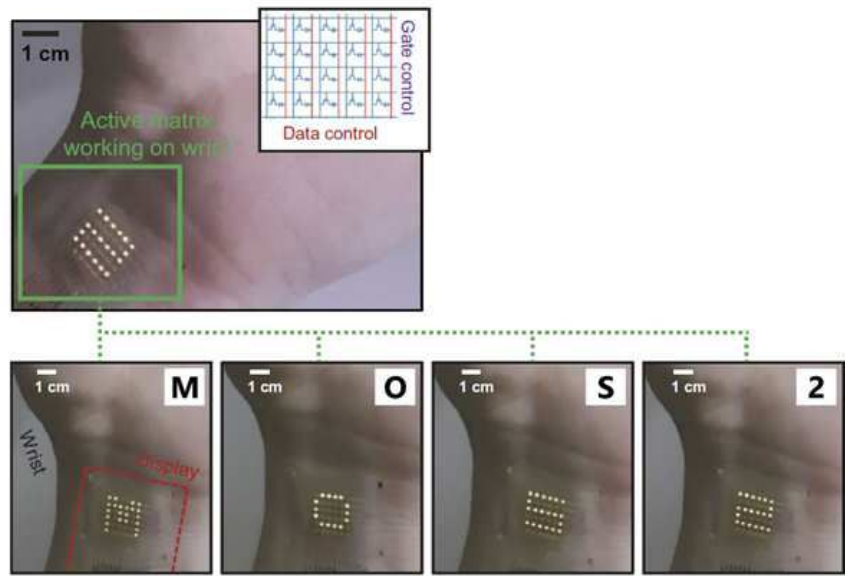 1 cm
Gate control
Data control
Active matrix
working on wrist
1 cm
M
Wrist
display
1 cm
O
1 cm
S
1 cm
2